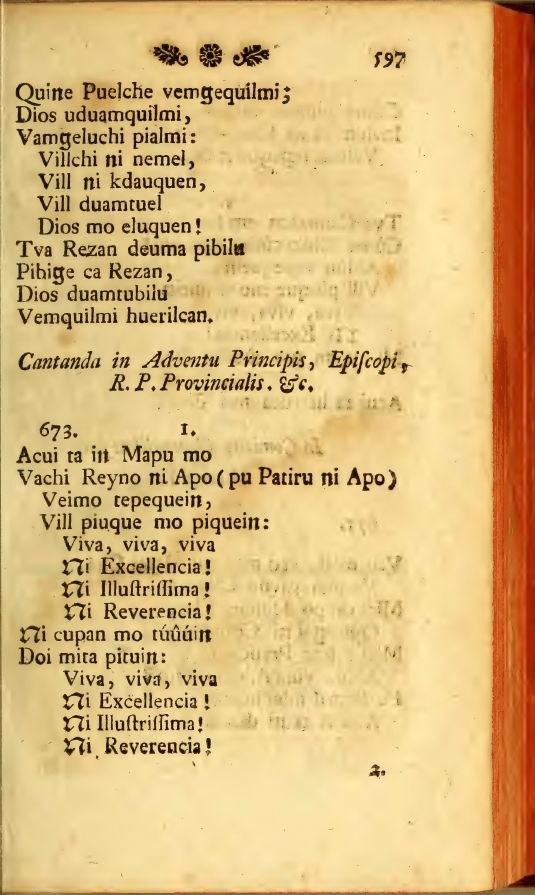 597
Quiñe Puelche vemgequilmi;
Dios uduamquilmi,
Vamgeluchi pialmi:
Villchi ñi nemel,
Vill ñi kdauquen,
Vill duamtuel
Dios mo eluquen!
Tva Rezan deuma pibilu
Pibige ca Rezan,
Dios duamtubilu
Vemquilmi huerilcan.
Cantanda in Adventu Principis, Epiſcopi,
R. P. Provincialis. &c.
673. 1.
Acui ta iñ Mapu mo
Vachi Reyno ñi Apo (pu Patiru ñi Apo)
Veimo tepequeiñ,
Vill piuque mo piqueiñ:
Viva, viva, viva
Ñi Excellencia!
Ñi Illuſtriſſima!
Ñi Reverencia!
Ñi cupan mo túûúiñ
Doi mita pituiñ:
Viva, viva, viva
Ñi Excellencia!
Ñi Illuſtriſſima!
Ñi Reverencia!
2.